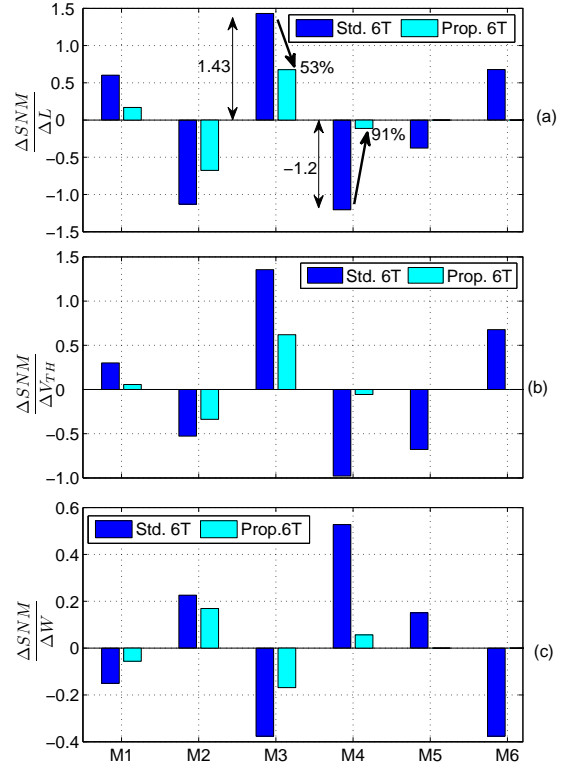 1.5
Std. 6T Prop. 6T
1.43
53%
1.0
0.5
ΔSNM
ΔL
0
(a)
91%
−0.5
−1.2
−1.0
−1.5
1.5
Std. 6T Prop. 6T
1.0
0.5
ΔSNM
ΔV_TH
0
(b)
−0.5
−1.0
0.6
Std. 6T Prop.6T
0.4
0.2
ΔSNM
ΔW
0
(c)
−0.2
−0.4
M1 M2 M3 M4 M5 M6